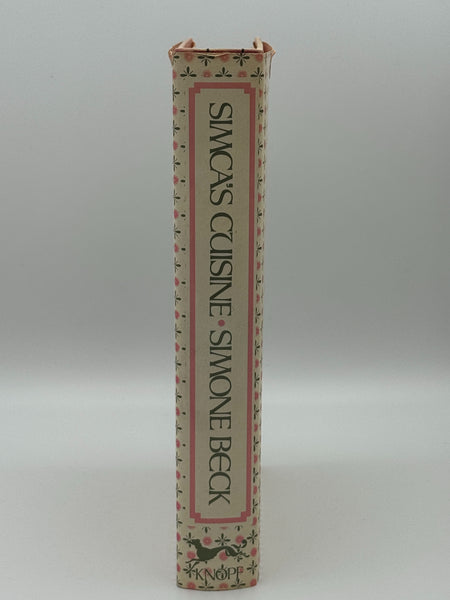 SIMCA'S CUISINE • SIMONE BECK
KNOPF